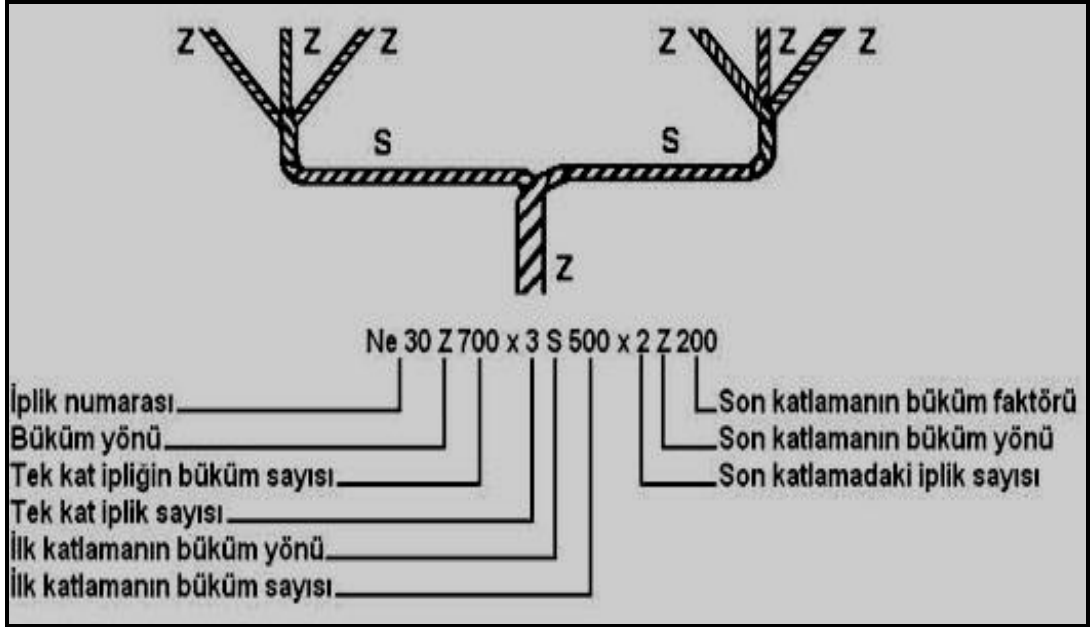 Z Z Z Z Z Z
S S
Z
Ne 30 Z 700 x 3 S 500 x 2 Z 200
İplik numarası
Son katlamanın büküm faktörü
Büküm yönü
Son katlamanın büküm yönü
Tek kat ipliğin büküm sayısı
Son katlamadaki iplik sayısı
Tek kat iplik sayısı
İlk katlamanın büküm yönü
İlk katlamanın büküm sayısı